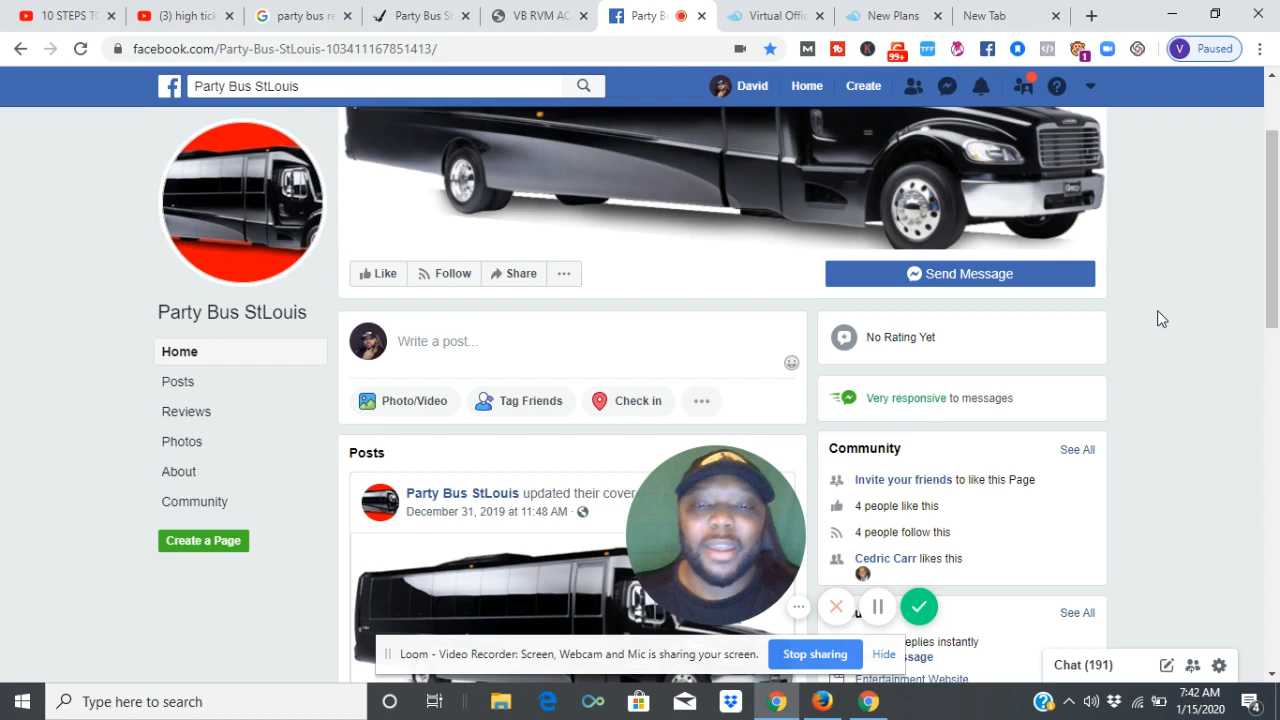 10 STEPS TO
(3) high tick
party bus re
Party Bus St
VB RVM AC
Party B
Virtual Offic
New Plans
New Tab
facebook.com/Party-Bus-StLouis-103411167851413/
99+
1
V
Paused
Party Bus StLouis
David
Home
Create
Like
Follow
Share
Send Message
Party Bus StLouis
Home
Posts
Reviews
Photos
About
Community
Create a Page
Write a post...
Photo/Video
Tag Friends
Check in
Posts
Party Bus StLouis updated their cover
December 31, 2019 at 11:48 AM ·
No Rating Yet
Very responsive to messages
Community
See All
Invite your friends to like this Page
4 people like this
4 people follow this
Cedric Carr likes this
See All
eplies instantly
ssage
Entertainment Website
Loom - Video Recorder: Screen, Webcam and Mic is sharing your screen.
Stop sharing
Hide
Chat (191)
Type here to search
7:42 AM
1/15/2020
4